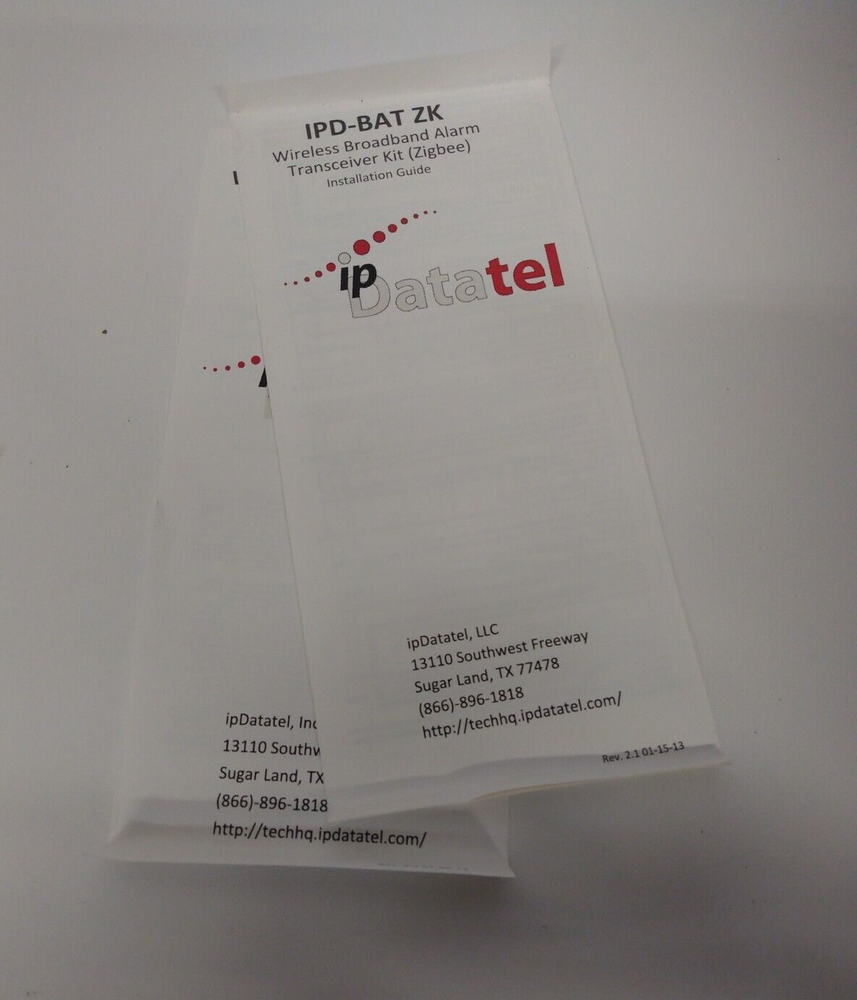 IPD-BAT ZK
Wireless Broadband Alarm
Transceiver Kit (Zigbee)
Installation Guide
ip Datatel
ipDatatel, LLC
13110 Southwest Freeway
Sugar Land, TX 77478
(866)-896-1818
http://techhq.ipdatatel.com/
Rev. 2.1 01-15-13
I
ipDatatel, Inc
13110 Southw
Sugar Land, TX
(866)-896-1818
http://techhq.ipdatatel.com/